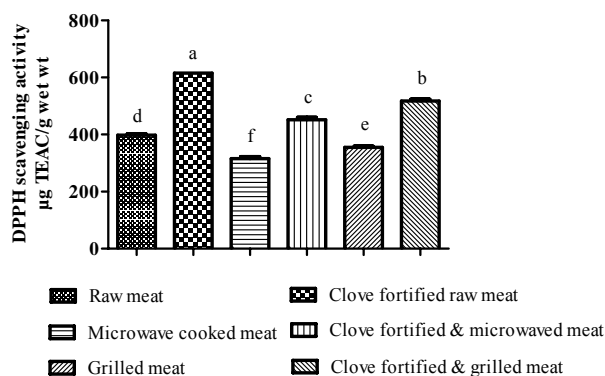 DPPH scavenging activity
µg TEAC/g wet wt
800
600
400
200
0
d
a
f
c
e
b
Raw meat
Clove fortified raw meat
Microwave cooked meat
Clove fortified & microwaved meat
Grilled meat
Clove fortified & grilled meat